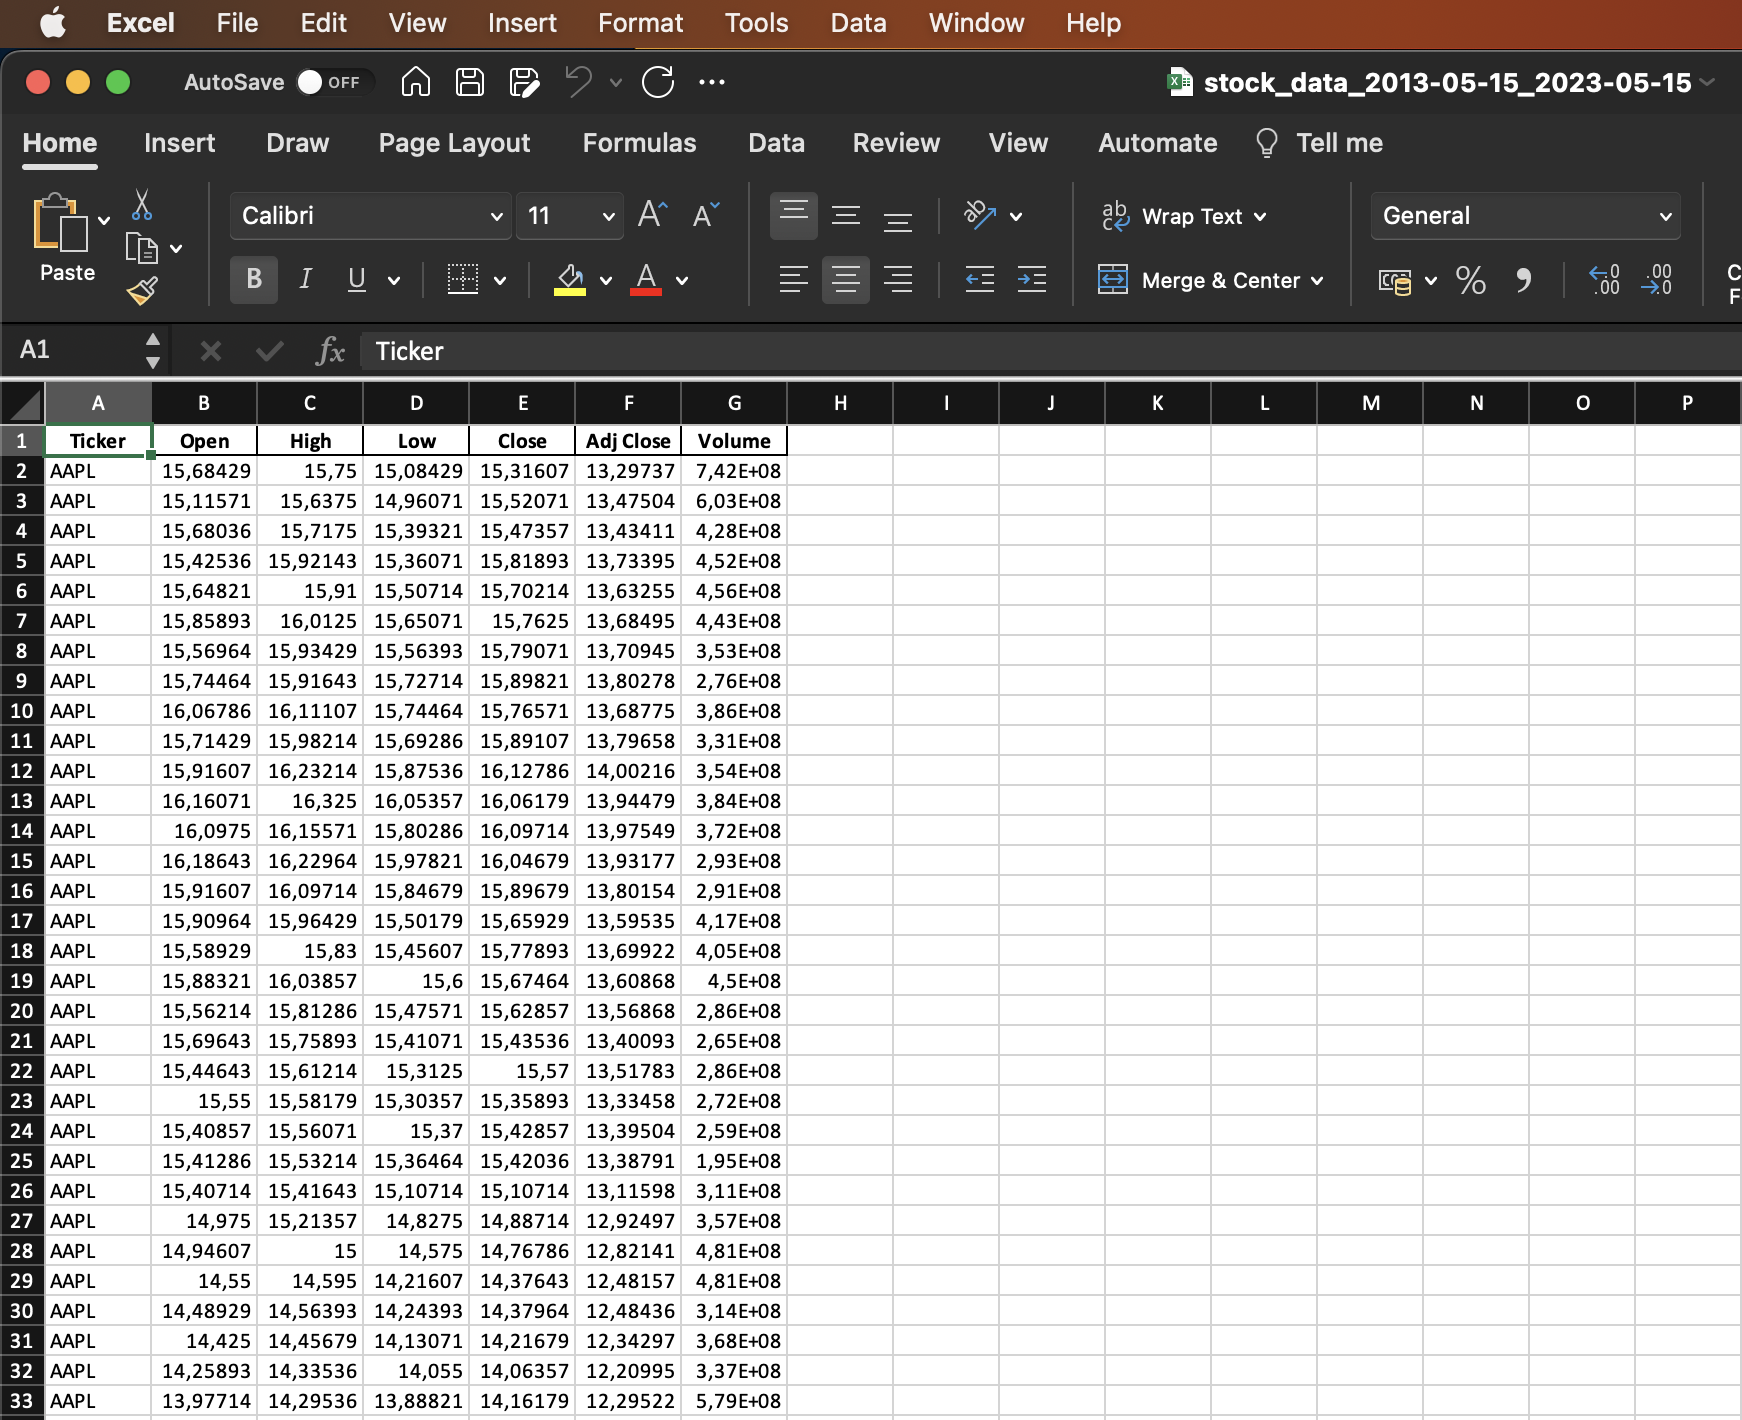 Excel File Edit View Insert Format Tools Data Window Help
AutoSave OFF stock_data_2013-05-15_2023-05-15
Home Insert Draw Page Layout Formulas Data Review View Automate Tell me
Calibri 11 Wrap Text General
Paste B I U A Merge & Center % C F
A1 fx Ticker
A B C D E F G H I J K L M N O P
1 Ticker Open High Low Close Adj Close Volume
2 AAPL 15,68429 15,75 15,08429 15,31607 13,29737 7,42E+08
3 AAPL 15,11571 15,6375 14,96071 15,52071 13,47504 6,03E+08
4 AAPL 15,68036 15,7175 15,39321 15,47357 13,43411 4,28E+08
5 AAPL 15,42536 15,92143 15,36071 15,81893 13,73395 4,52E+08
6 AAPL 15,64821 15,91 15,50714 15,70214 13,63255 4,56E+08
7 AAPL 15,85893 16,0125 15,65071 15,7625 13,68495 4,43E+08
8 AAPL 15,56964 15,93429 15,56393 15,79071 13,70945 3,53E+08
9 AAPL 15,74464 15,91643 15,72714 15,89821 13,80278 2,76E+08
10 AAPL 16,06786 16,11107 15,74464 15,76571 13,68775 3,86E+08
11 AAPL 15,71429 15,98214 15,69286 15,89107 13,79658 3,31E+08
12 AAPL 15,91607 16,23214 15,87536 16,12786 14,00216 3,54E+08
13 AAPL 16,16071 16,325 16,05357 16,06179 13,94479 3,84E+08
14 AAPL 16,0975 16,15571 15,80286 16,09714 13,97549 3,72E+08
15 AAPL 16,18643 16,22964 15,97821 16,04679 13,93177 2,93E+08
16 AAPL 15,91607 16,09714 15,84679 15,89679 13,80154 2,91E+08
17 AAPL 15,90964 15,96429 15,50179 15,65929 13,59535 4,17E+08
18 AAPL 15,58929 15,83 15,45607 15,77893 13,69922 4,05E+08
19 AAPL 15,88321 16,03857 15,6 15,67464 13,60868 4,5E+08
20 AAPL 15,56214 15,81286 15,47571 15,62857 13,56868 2,86E+08
21 AAPL 15,69643 15,75893 15,41071 15,43536 13,40093 2,65E+08
22 AAPL 15,44643 15,61214 15,3125 15,57 13,51783 2,86E+08
23 AAPL 15,55 15,58179 15,30357 15,35893 13,33458 2,72E+08
24 AAPL 15,40857 15,56071 15,37 15,42857 13,39504 2,59E+08
25 AAPL 15,41286 15,53214 15,36464 15,42036 13,38791 1,95E+08
26 AAPL 15,40714 15,41643 15,10714 15,10714 13,11598 3,11E+08
27 AAPL 14,975 15,21357 14,8275 14,88714 12,92497 3,57E+08
28 AAPL 14,94607 15 14,575 14,76786 12,82141 4,81E+08
29 AAPL 14,55 14,595 14,21607 14,37643 12,48157 4,81E+08
30 AAPL 14,48929 14,56393 14,24393 14,37964 12,48436 3,14E+08
31 AAPL 14,425 14,45679 14,13071 14,21679 12,34297 3,68E+08
32 AAPL 14,25893 14,33536 14,055 14,06357 12,20995 3,37E+08
33 AAPL 13,97714 14,29536 13,88821 14,16179 12,29522 5,79E+08